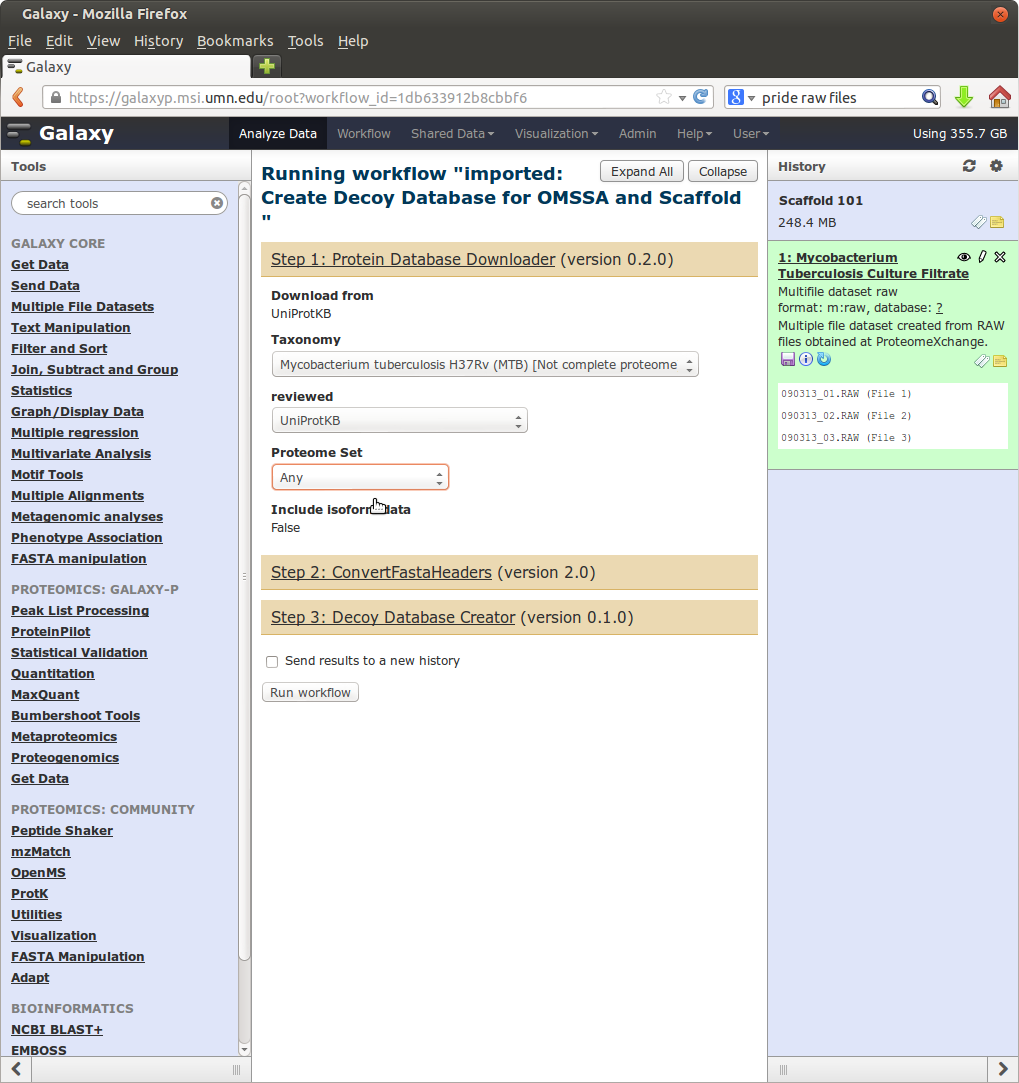 Galaxy - Mozilla Firefox
File Edit View History Bookmarks Tools Help
Galaxy
https://galaxyp.msi.umn.edu/root?workflow_id=1db633912b8cbbf6
pride raw files
Galaxy
Analyze Data Workflow Shared Data Visualization Admin Help User
Using 355.7 GB
Tools
search tools
GALAXY CORE
Get Data
Send Data
Multiple File Datasets
Text Manipulation
Filter and Sort
Join, Subtract and Group
Statistics
Graph/Display Data
Multiple regression
Multivariate Analysis
Motif Tools
Multiple Alignments
Metagenomic analyses
Phenotype Association
FASTA manipulation
PROTEOMICS: GALAXY-P
Peak List Processing
ProteinPilot
Statistical Validation
Quantitation
MaxQuant
Bumbershoot Tools
Metaproteomics
Proteogenomics
Get Data
PROTEOMICS: COMMUNITY
Peptide Shaker
mzMatch
OpenMS
ProtK
Utilities
Visualization
FASTA Manipulation
Adapt
BIOINFORMATICS
NCBI BLAST+
EMBOSS
Running workflow "imported:
Create Decoy Database for OMSSA and Scaffold
"
Expand All Collapse
Step 1: Protein Database Downloader (version 0.2.0)
Download from
UniProtKB
Taxonomy
Mycobacterium tuberculosis H37Rv (MTB) [Not complete proteome
reviewed
UniProtKB
Proteome Set
Any
Include isoform data
False
Step 2: ConvertFastaHeaders (version 2.0)
Step 3: Decoy Database Creator (version 0.1.0)
Send results to a new history
Run workflow
History
Scaffold 101
248.4 MB
1: Mycobacterium
Tuberculosis Culture Filtrate
Multifile dataset raw
format: m:raw, database: ?
Multiple file dataset created from RAW
files obtained at ProteomeXchange.
090313_01.RAW (File 1)
090313_02.RAW (File 2)
090313_03.RAW (File 3)